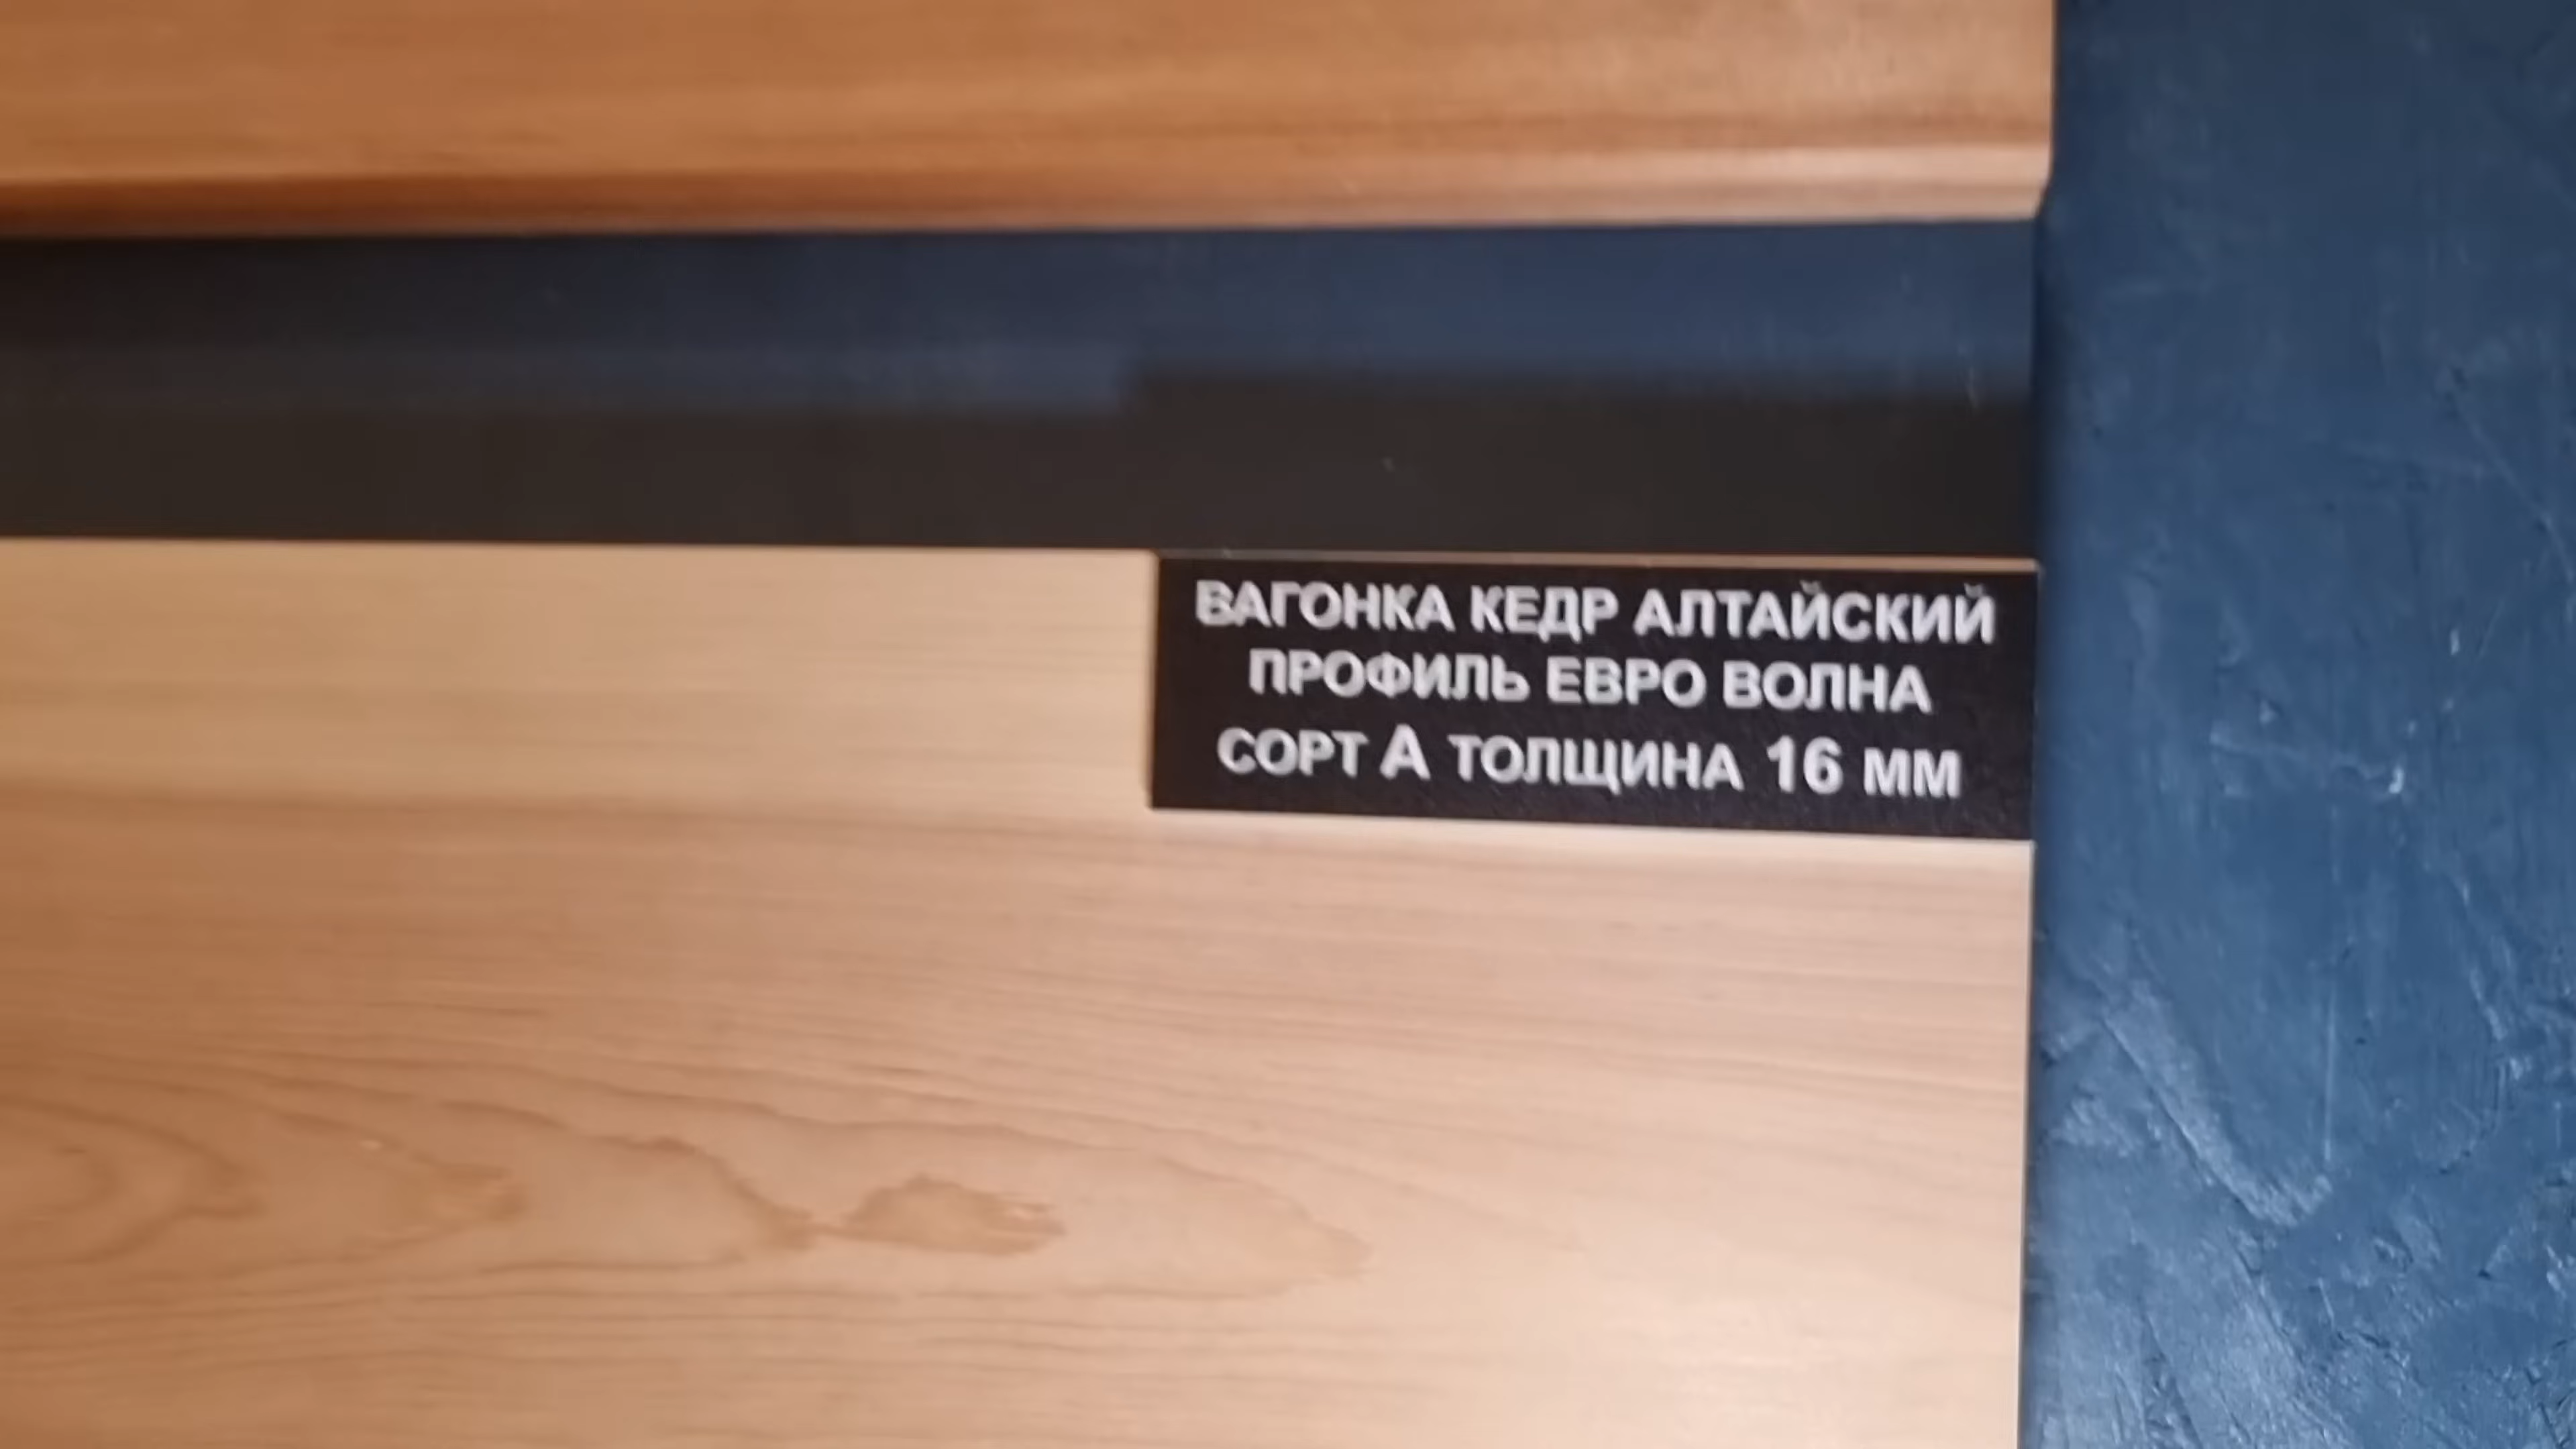 ВАГОНКА КЕДР АЛТАЙСКИЙ
ПРОФИЛЬ ЕВРО ВОЛНА
СОРТ А ТОЛЩИНА 16 ММ